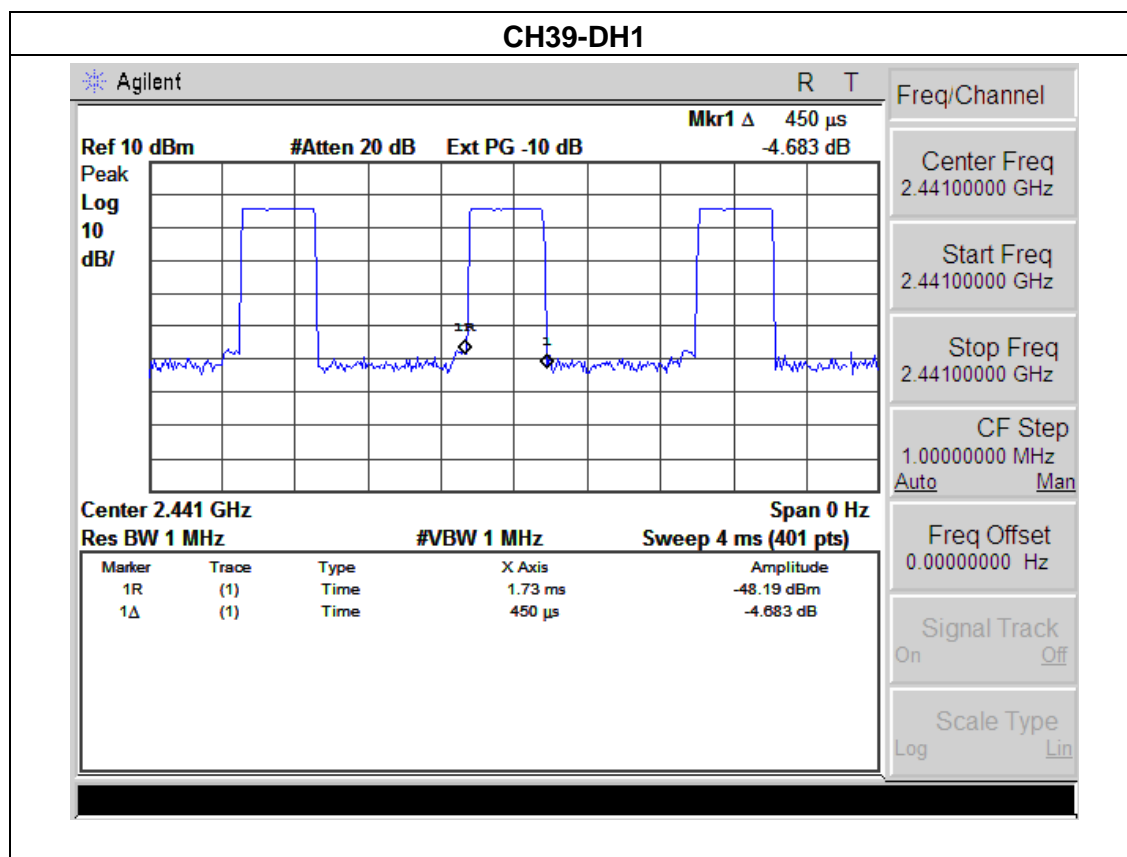 CH39-DH1
Agilent R T
Mkr1 Δ 450 µs
Ref 10 dBm #Atten 20 dB Ext PG -10 dB -4.683 dB
Peak
Log
10
dB/
1R
1
Center 2.441 GHz Span 0 Hz
Res BW 1 MHz #VBW 1 MHz Sweep 4 ms (401 pts)
Marker Trace Type X Axis Amplitude
1R (1) Time 1.73 ms -48.19 dBm
1Δ (1) Time 450 µs -4.683 dB
Freq/Channel
Center Freq
2.44100000 GHz
Start Freq
2.44100000 GHz
Stop Freq
2.44100000 GHz
CF Step
1.00000000 MHz
Auto Man
Freq Offset
0.00000000 Hz
Signal Track
On Off
Scale Type
Log Lin